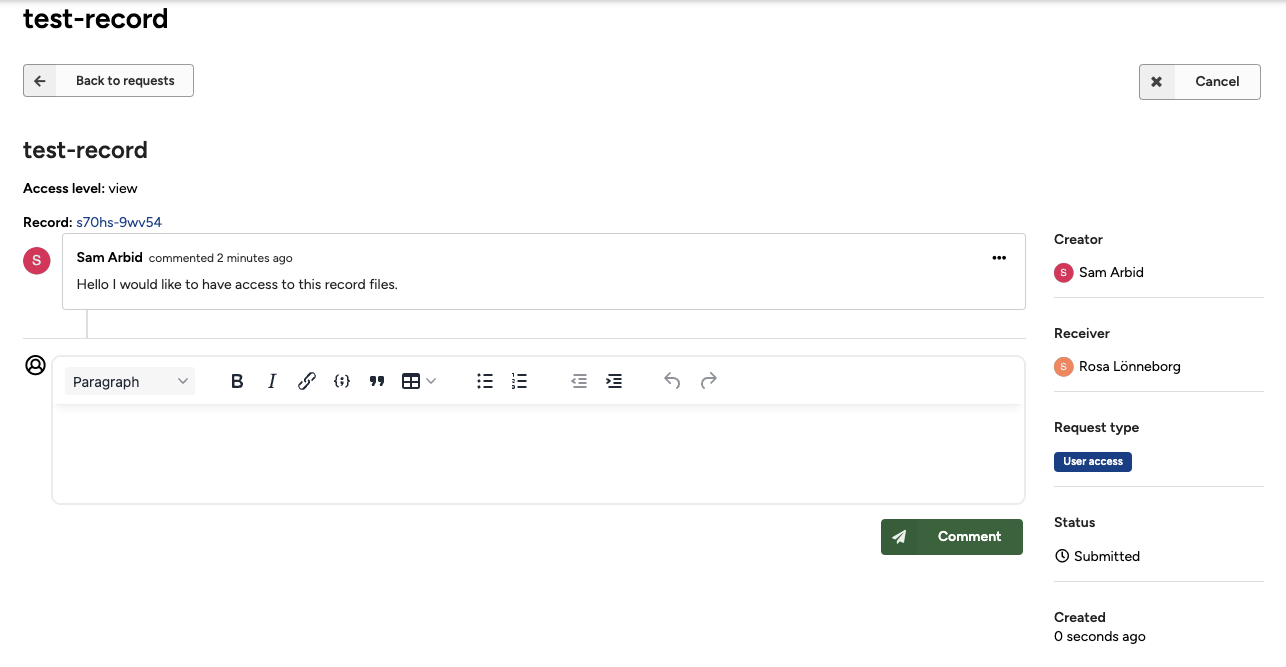 test-record
Back to requests
Cancel
test-record
Access level: view
Record: s70hs-9wv54
S
Sam Arbid commented 2 minutes ago
Hello I would like to have access to this record files.
Paragraph
B I
Comment
Creator
S Sam Arbid
Receiver
S Rosa Lönneborg
Request type
User access
Status
Submitted
Created
0 seconds ago